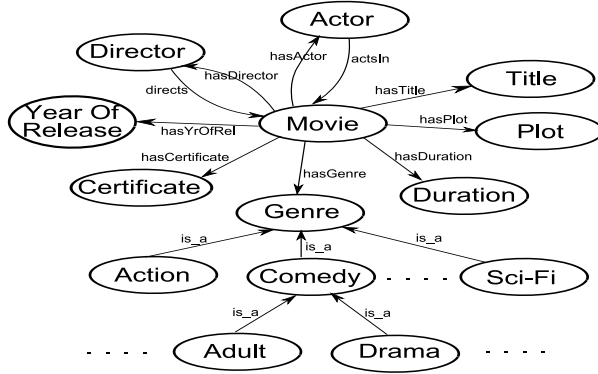 Actor
Director
hasActor
actsIn
hasDirector
directs
hasTitle
Title
Year Of
Release
hasYrOfRel
Movie
hasPlot
Plot
hasCertificate
hasDuration
Certificate
hasGenre
Duration
Genre
is_a
is_a
is_a
Action
Comedy
. . . . .
Sci-Fi
is_a
is_a
. . . . .
Adult
Drama
. . . . .